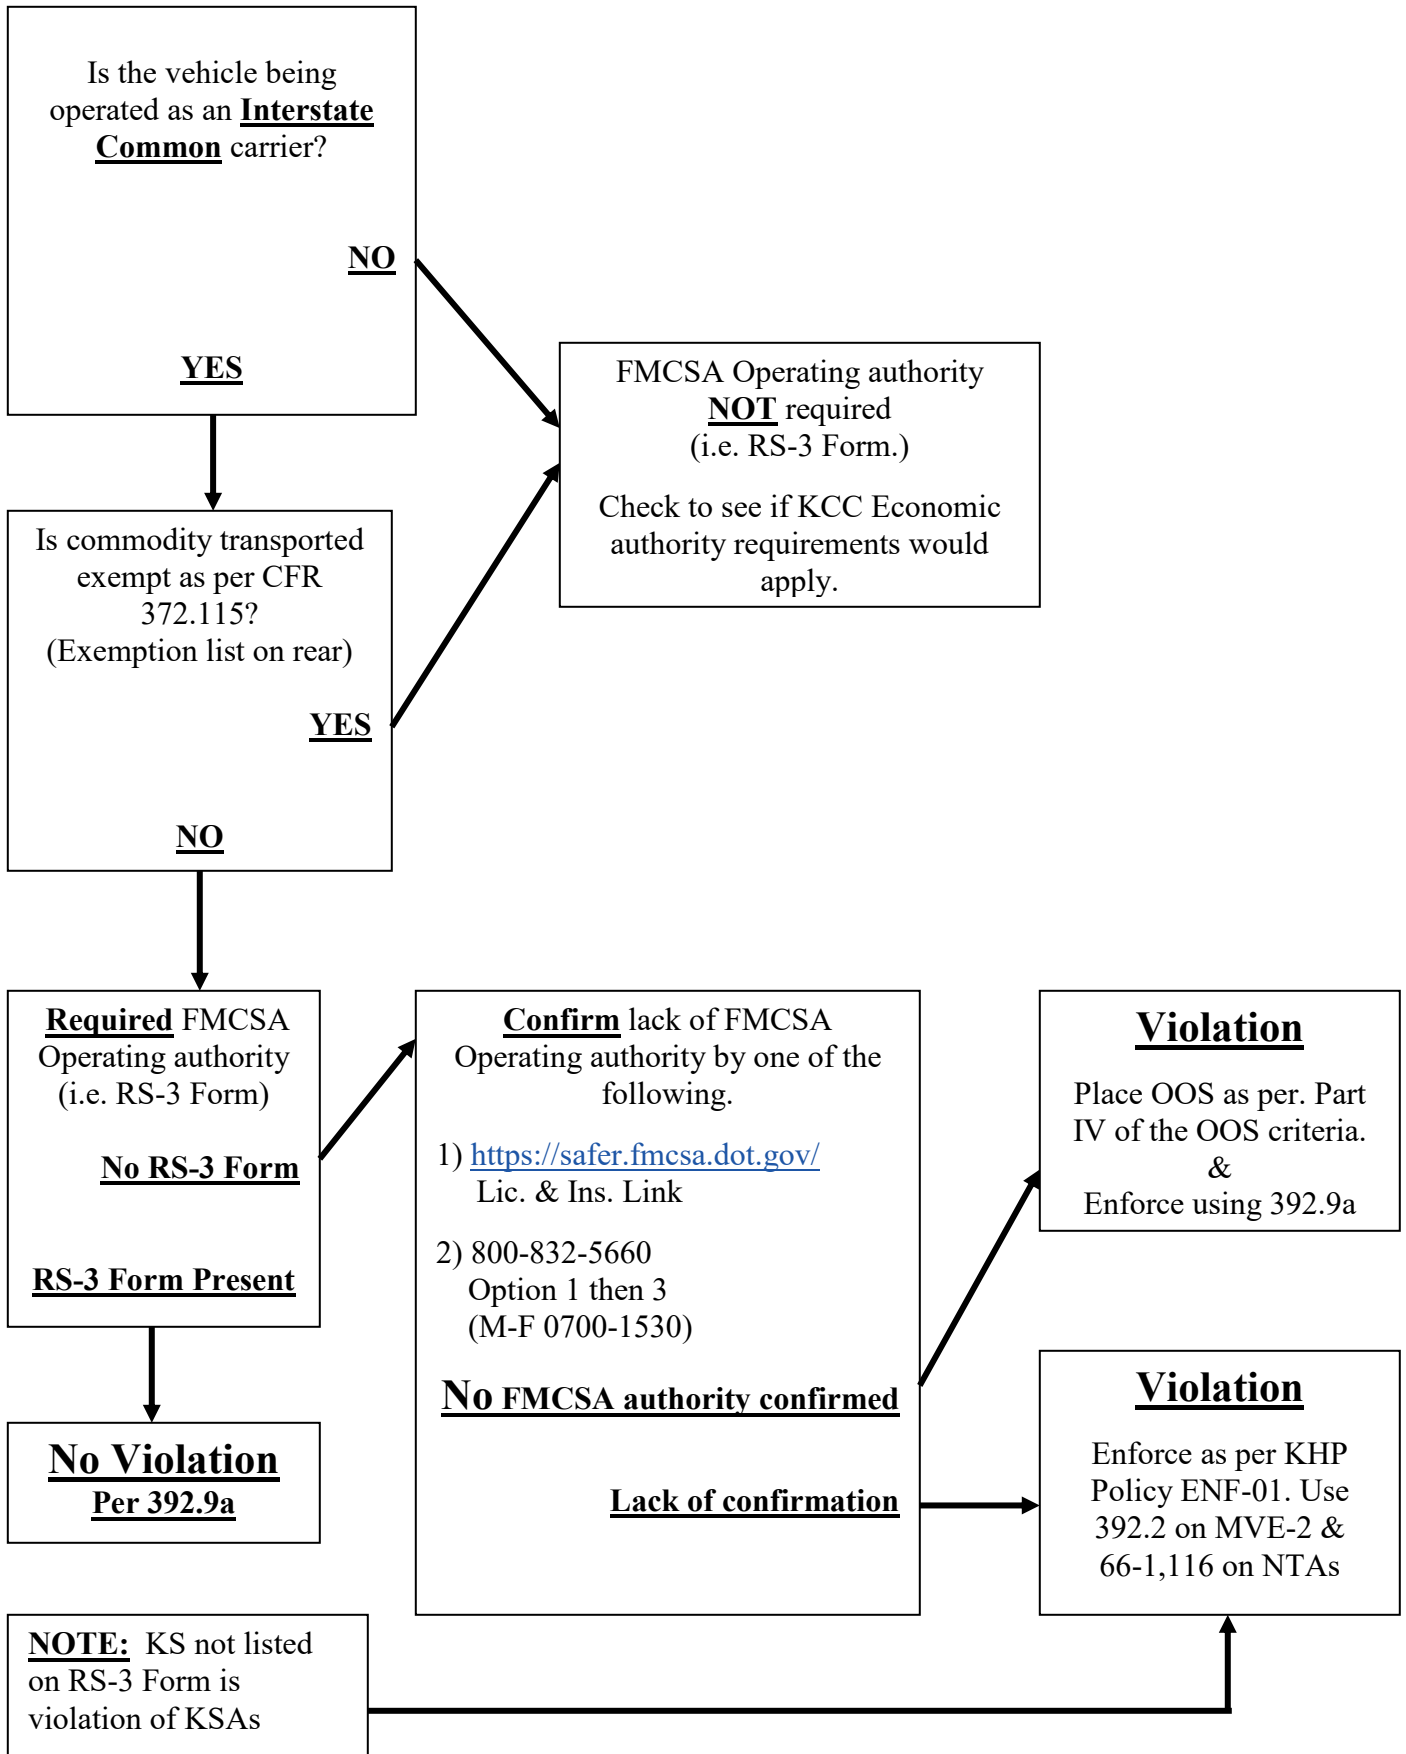 Is the vehicle being
operated as an Interstate
Common carrier?
NO
YES
FMCSA Operating authority
NOT required
(i.e. RS-3 Form.)
Check to see if KCC Economic
authority requirements would
apply.
Is commodity transported
exempt as per CFR
372.115?
(Exemption list on rear)
YES
NO
Required FMCSA
Operating authority
(i.e. RS-3 Form)
No RS-3 Form
RS-3 Form Present
Confirm lack of FMCSA
Operating authority by one of the
following.
1) https://safer.fmcsa.dot.gov/
Lic. & Ins. Link
2) 800-832-5660
Option 1 then 3
(M-F 0700-1530)
No FMCSA authority confirmed
Lack of confirmation
Violation
Place OOS as per. Part
IV of the OOS criteria.
&
Enforce using 392.9a
Violation
Enforce as per KHP
Policy ENF-01. Use
392.2 on MVE-2 &
66-1,116 on NTAs
No Violation
Per 392.9a
NOTE: KS not listed
on RS-3 Form is
violation of KSAs